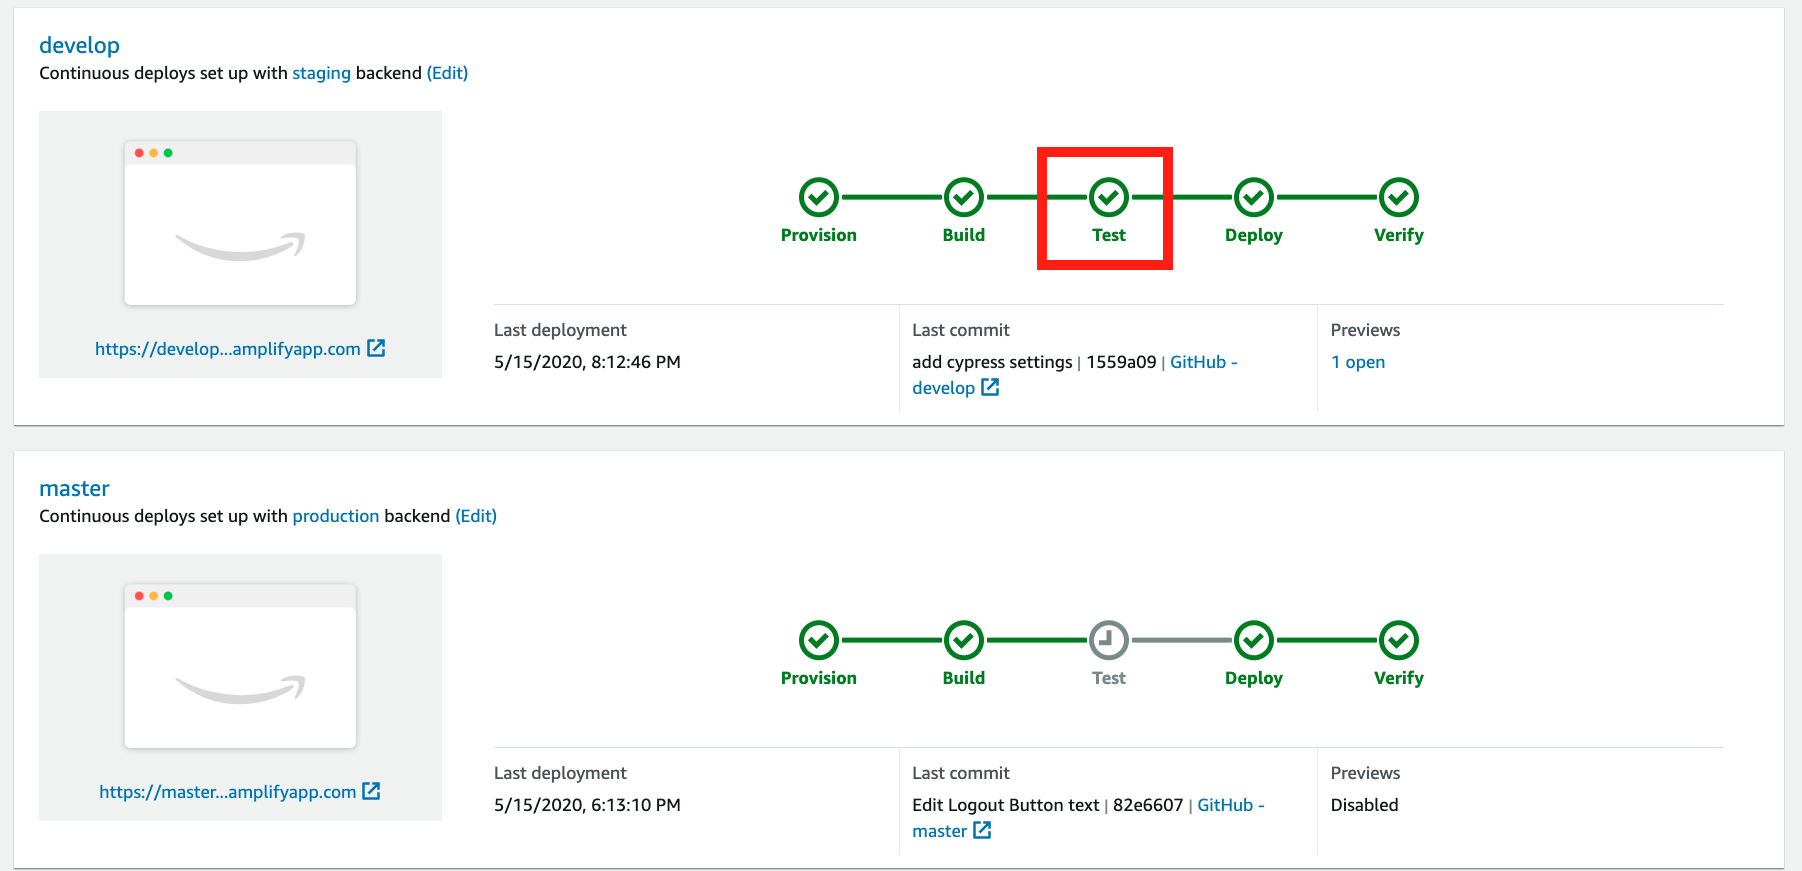 develop
Continuous deploys set up with staging backend (Edit)
https://develop...amplifyapp.com
Provision
Build
Test
Deploy
Verify
Last deployment
5/15/2020, 8:12:46 PM
Last commit
add cypress settings | 1559a09 | GitHub -
develop
Previews
1 open
master
Continuous deploys set up with production backend (Edit)
https://master...amplifyapp.com
Provision
Build
Test
Deploy
Verify
Last deployment
5/15/2020, 6:13:10 PM
Last commit
Edit Logout Button text | 82e6607 | GitHub -
master
Previews
Disabled